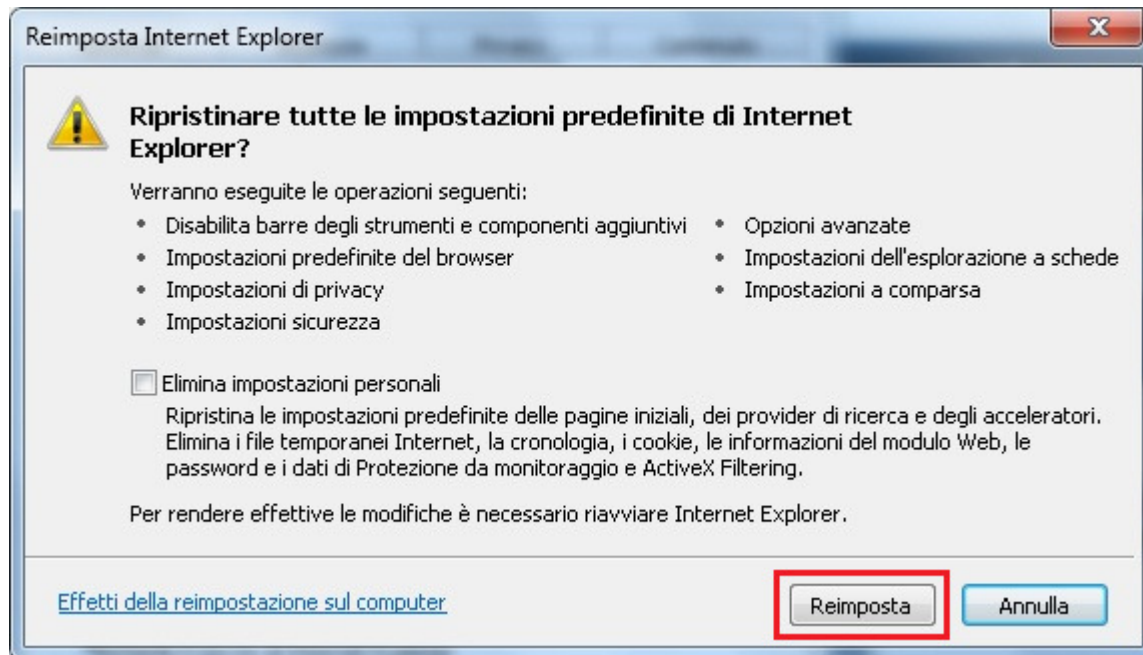 Reimposta Internet Explorer
Ripristinare tutte le impostazioni predefinite di Internet
Explorer?
Verranno eseguite le operazioni seguenti:
• Disabilita barre degli strumenti e componenti aggiuntivi
• Impostazioni predefinite del browser
• Impostazioni di privacy
• Impostazioni sicurezza
• Opzioni avanzate
• Impostazioni dell'esplorazione a schede
• Impostazioni a comparsa
Elimina impostazioni personali
Ripristina le impostazioni predefinite delle pagine iniziali, dei provider di ricerca e degli acceleratori.
Elimina i file temporanei Internet, la cronologia, i cookie, le informazioni del modulo Web, le
password e i dati di Protezione da monitoraggio e ActiveX Filtering.
Per rendere effettive le modifiche è necessario riavviare Internet Explorer.
Effetti della reimpostazione sul computer
Reimposta
Annulla